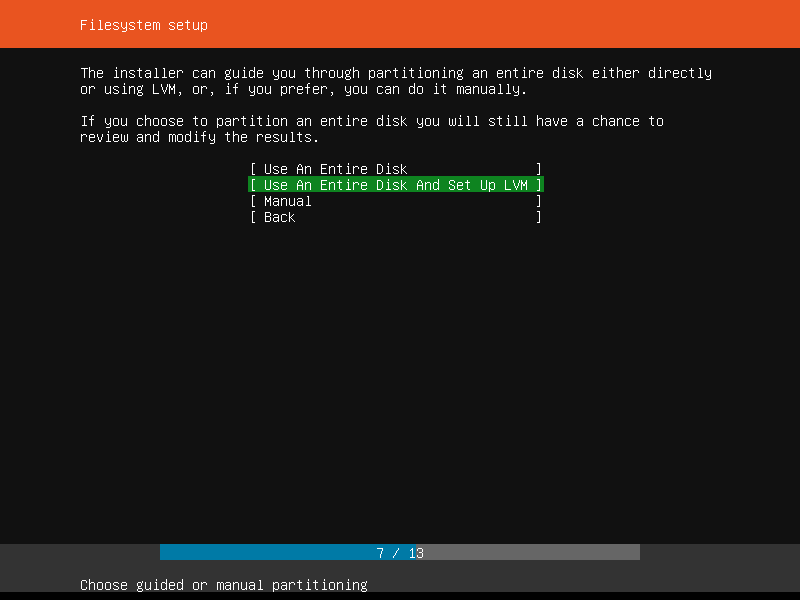 Filesystem setup
The installer can guide you through partitioning an entire disk either directly
or using LVM, or, if you prefer, you can do it manually.
If you choose to partition an entire disk you will still have a chance to
review and modify the results.
[ Use An Entire Disk ]
[ Use An Entire Disk And Set Up LVM ]
[ Manual ]
[ Back ]
7 / 13
Choose guided or manual partitioning